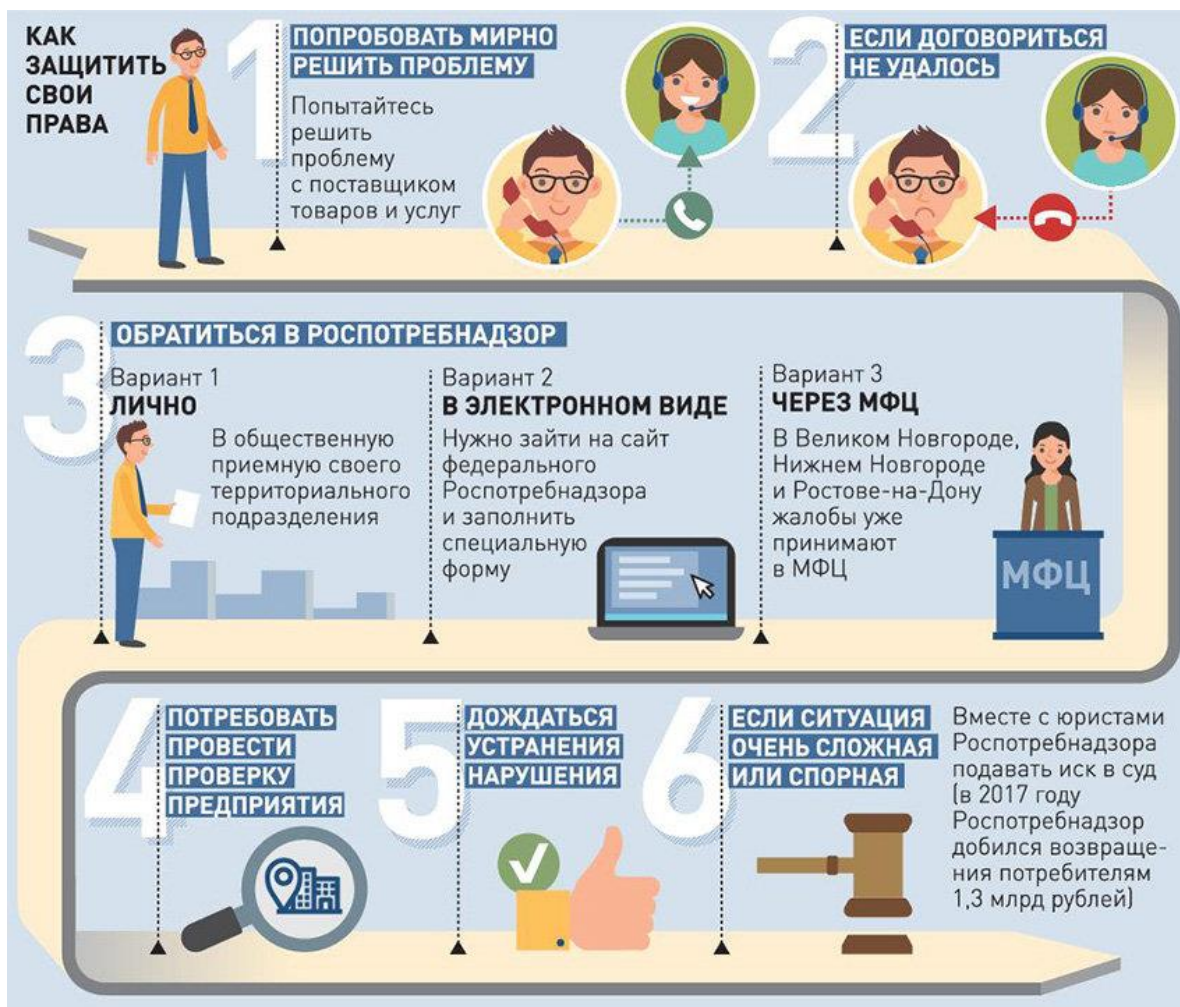 КАК
ЗАЩИТИТЬ
СВОИ
ПРАВА
1
ПОПРОБОВАТЬ МИРНО
РЕШИТЬ ПРОБЛЕМУ
Попытайтесь
решить
проблему
с поставщиком
товаров и услуг
2
ЕСЛИ ДОГОВОРИТЬСЯ
НЕ УДАЛОСЬ
3
ОБРАТИТЬСЯ В РОСПОТРЕБНАДЗОР
Вариант 1
ЛИЧНО
В общественную
приемную своего
территориального
подразделения
Вариант 2
В ЭЛЕКТРОННОМ ВИДЕ
Нужно зайти на сайт
федерального
Роспотребнадзора
и заполнить
специальную
форму
Вариант 3
ЧЕРЕЗ МФЦ
В Великом Новгороде,
Нижнем Новгороде
и Ростове-на-Дону
жалобы уже
принимают
в МФЦ
МФЦ
4
ПОТРЕБОВАТЬ
ПРОВЕСТИ
ПРОВЕРКУ
ПРЕДПРИЯТИЯ
5
ДОЖДАТЬСЯ
УСТРАНЕНИЯ
НАРУШЕНИЯ
6
ЕСЛИ СИТУАЦИЯ
ОЧЕНЬ СЛОЖНАЯ
ИЛИ СПОРНАЯ
Вместе с юристами
Роспотребнадзора
подавать иск в суд
(в 2017 году
Роспотребнадзор
добился возвраще-
ния потребителям
1,3 млрд рублей)